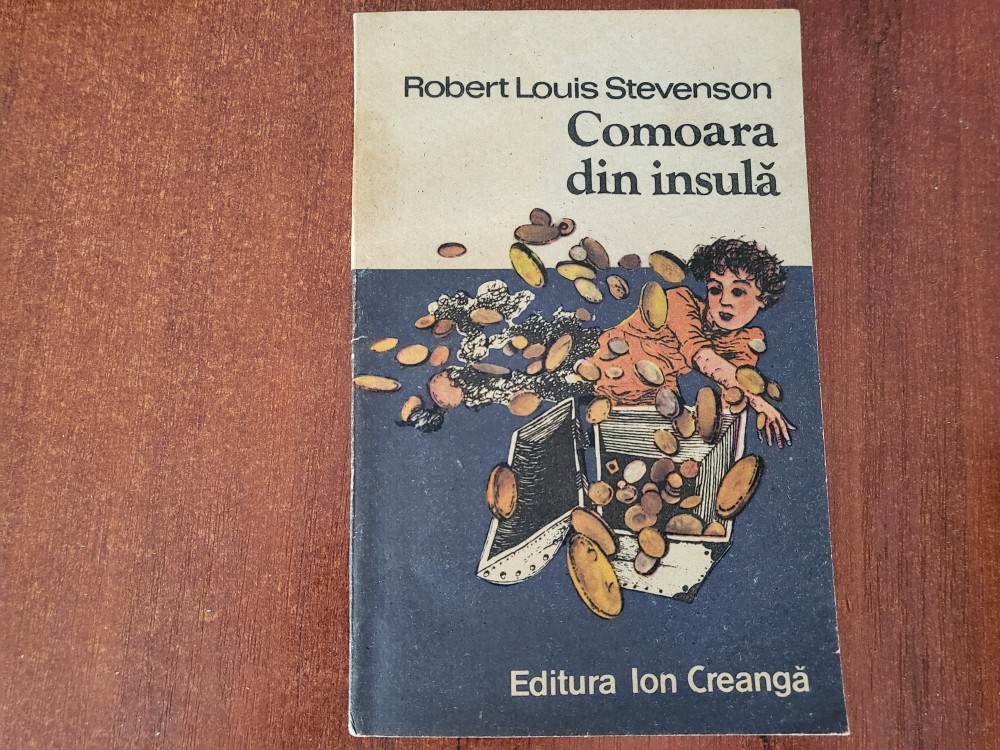 Robert Louis Stevenson
Comoara
din insulă
Editura Ion Creangă